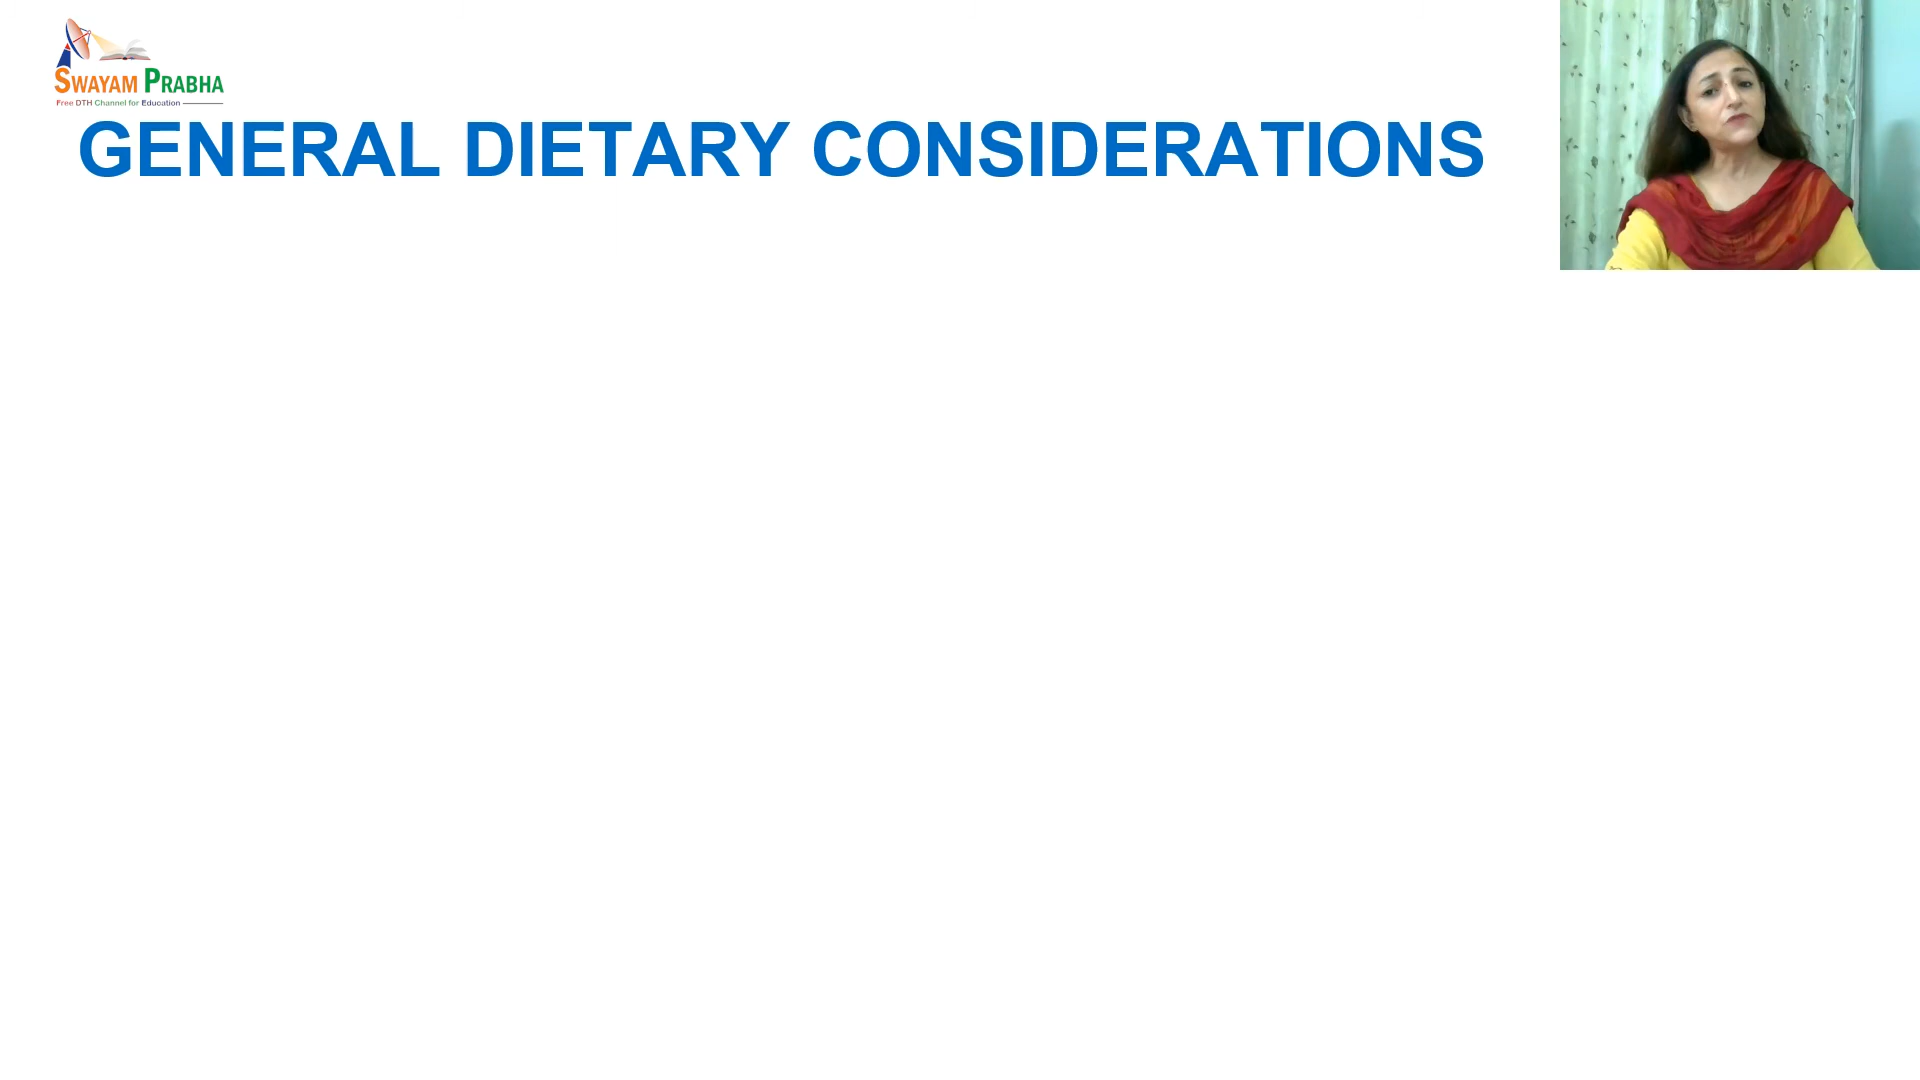 SWAYAM PRABHA
Free DTH Channel for Education
GENERAL DIETARY CONSIDERATIONS